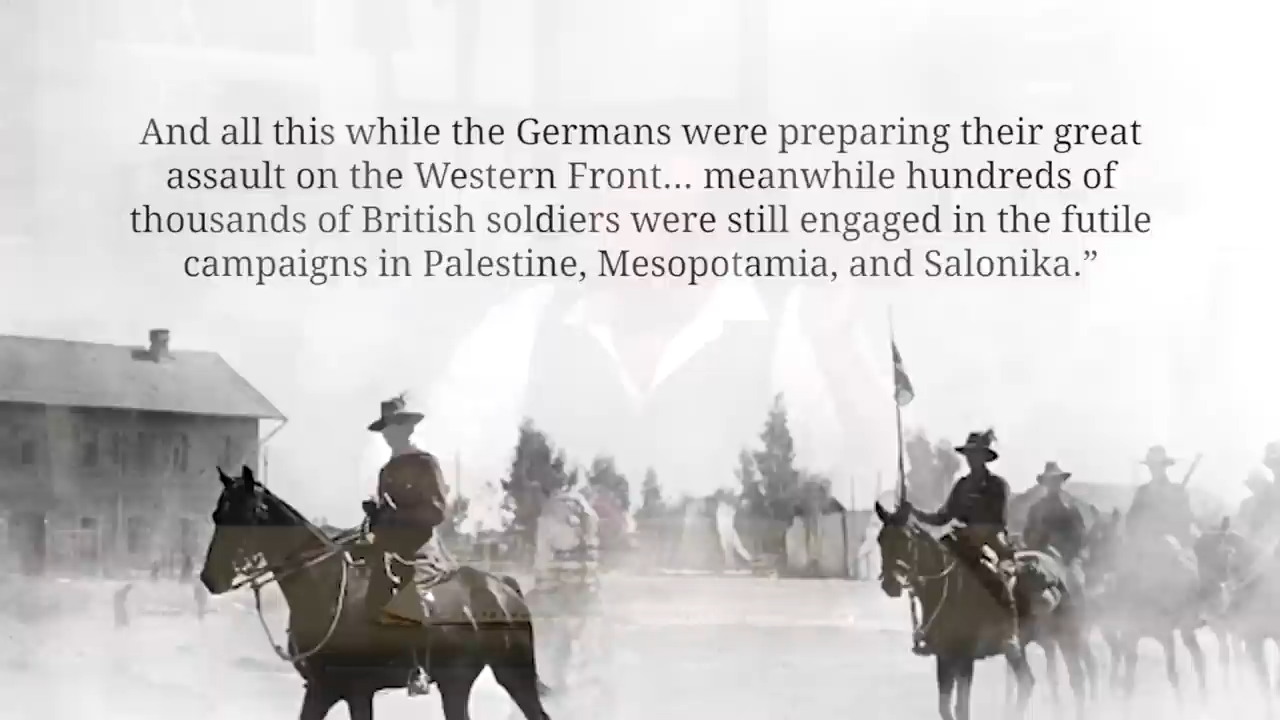 And all this while the Germans were preparing their great
assault on the Western Front... meanwhile hundreds of
thousands of British soldiers were still engaged in the futile
campaigns in Palestine, Mesopotamia, and Salonika.”